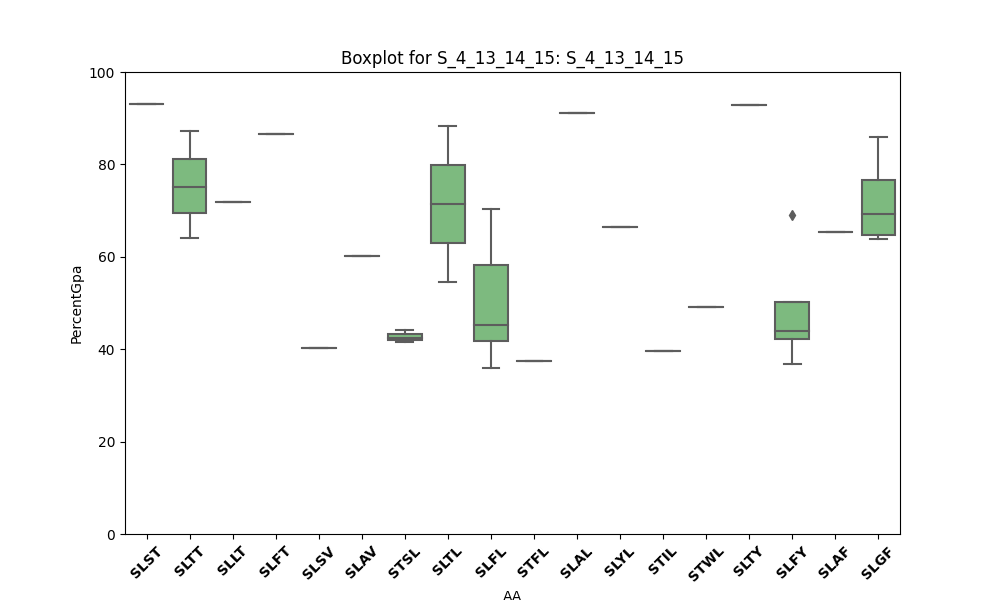 Boxplot for S_4_13_14_15: S_4_13_14_15
PercentGpa
100
80
60
40
20
0
SLST
SLTT
SLLT
SLFT
SLSV
SLAV
STSL
SLTL
SLFL
STFL
SLAL
SLYL
STIL
STWL
SLTY
SLFY
SLAF
SLGF
AA